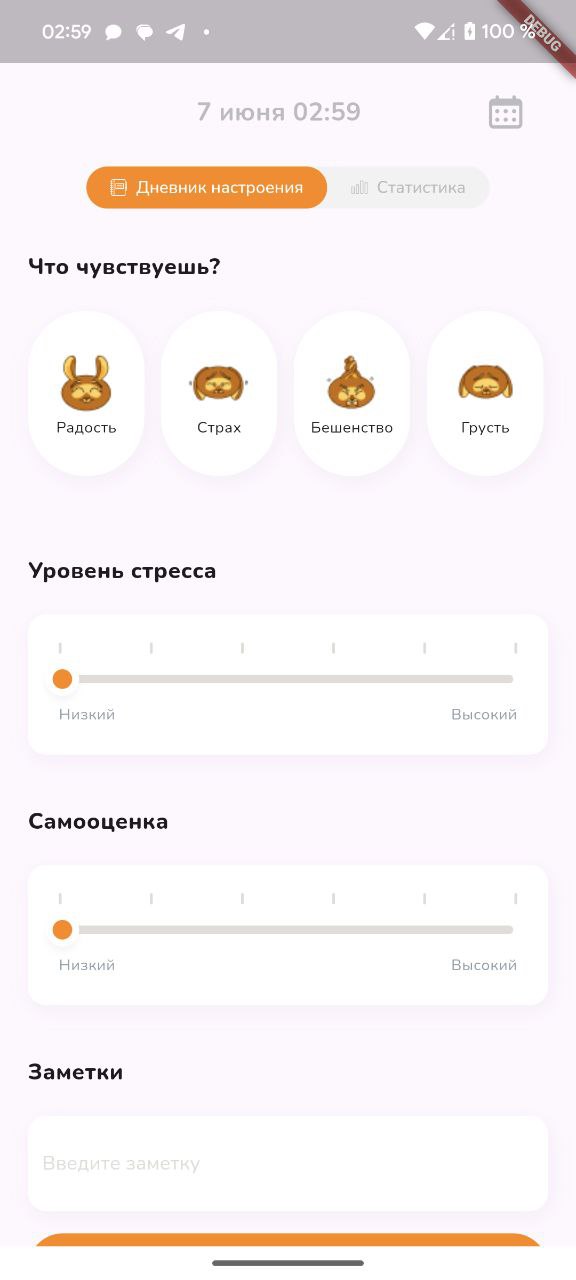 02:59
100 %
DEBUG
7 июня 02:59
Дневник настроения
Статистика
Что чувствуешь?
Радость
Страх
Бешенство
Грусть
Уровень стресса
Низкий
Высокий
Самооценка
Низкий
Высокий
Заметки
Введите заметку